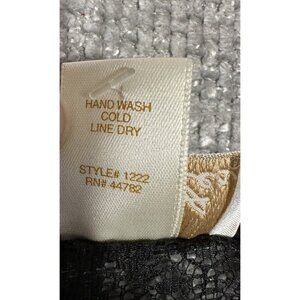 HAND WASH
COLD
LINE DRY
STYLE# 1222
RN# 44782